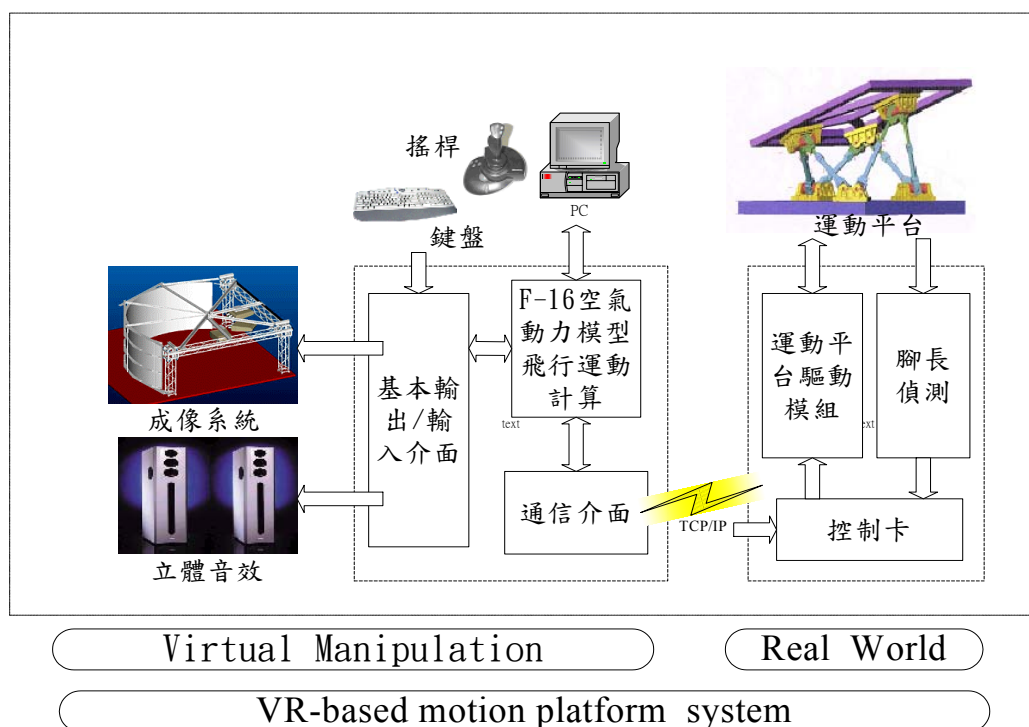 搖桿
PC
鍵盤
運動平台
F-16空氣
動力模型
飛行運動
計算
text
基本輸
出/輸
入介面
成像系統
立體音效
通信介面
TCP/IP
運動平
台驅動
模組
腳長
偵測
ext
控制卡
Virtual Manipulation
Real World
VR-based motion platform system